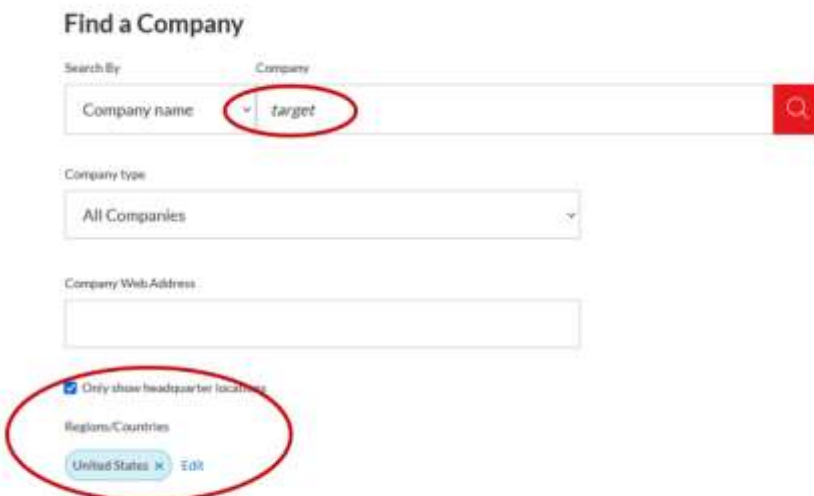 Find a Company
Search By Company
Company name target
Company type
All Companies
Company Web Address
Only show headquarter locations
Regions/Countries
United States × Edit